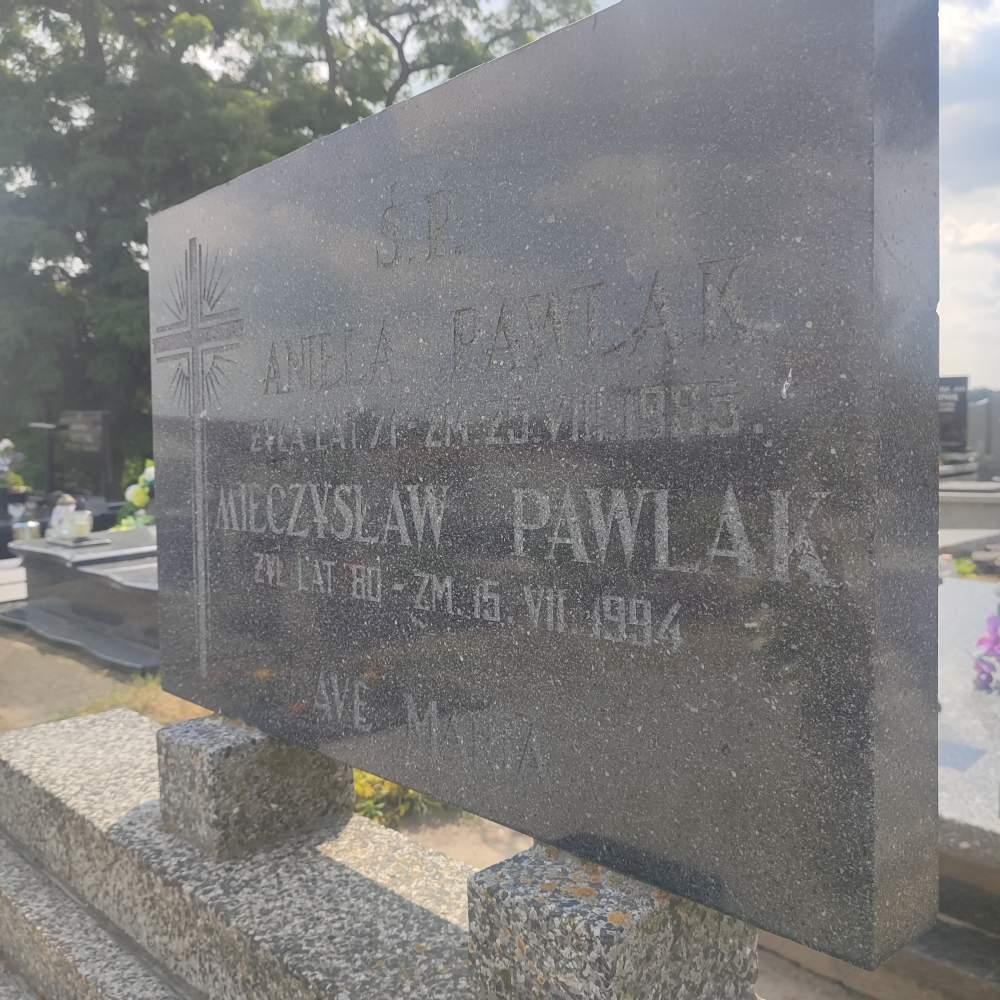 Ś.P.
ANIELA PAWLAK
ŻYŁA LAT 71 ZM. 23.VIII.1985.
MIECZYSŁAW PAWLAK
ŻYŁ LAT 80 - ZM. 15.VII.1994
AVE MARIA